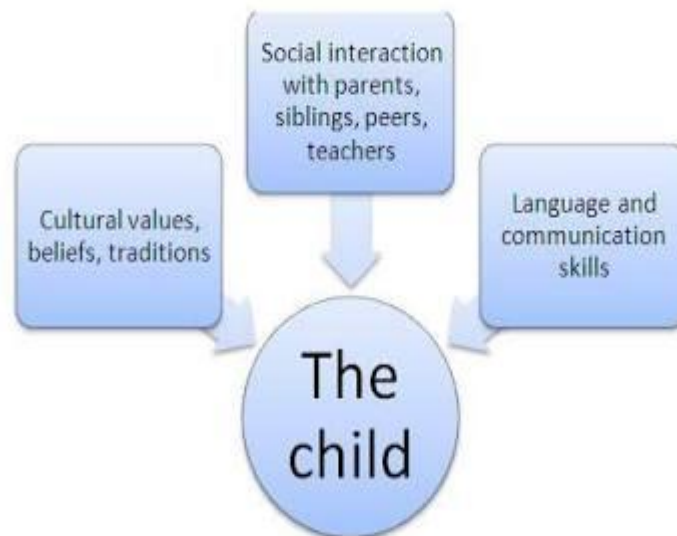 Social interaction
with parents,
siblings, peers,
teachers
Cultural values,
beliefs, traditions
Language and
communication
skills
The
child